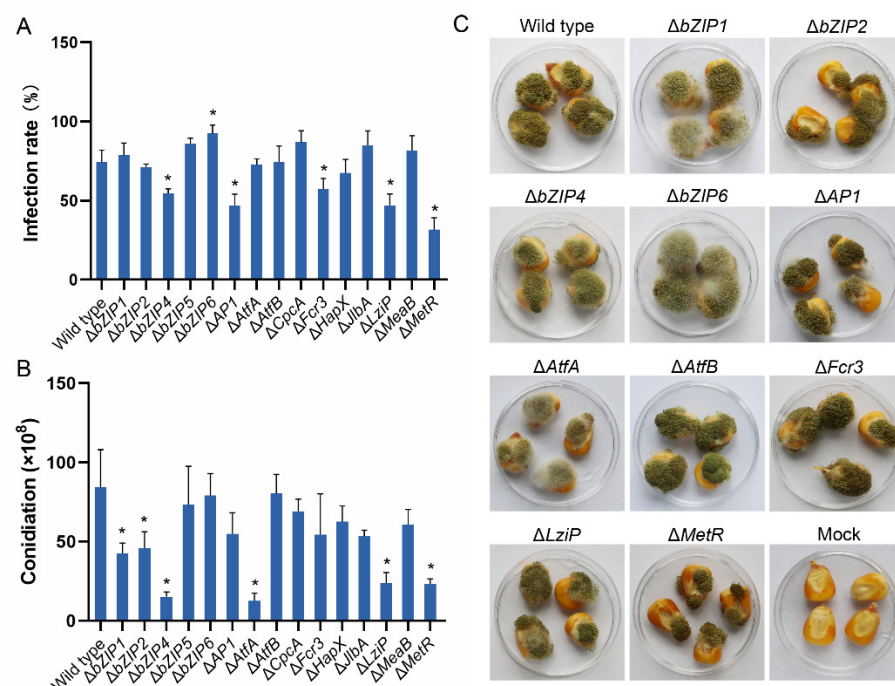 A
Infection rate (%)
150
100
50
0
*
*
*
*
*
*
Wild type
ΔbZIP1
ΔbZIP2
ΔbZIP4
ΔbZIP5
ΔbZIP6
ΔAP1
ΔAtfA
ΔAtfB
ΔCpcA
ΔFcr3
ΔHapX
ΔJlbA
ΔLziP
ΔMeaB
ΔMetR
B
Conidiation (×10⁸)
150
100
50
0
*
*
*
*
*
*
Wild type
ΔbZIP1
ΔbZIP2
ΔbZIP4
ΔbZIP5
ΔbZIP6
ΔAP1
ΔAtfA
ΔAtfB
ΔCpcA
ΔFcr3
ΔHapX
ΔJlbA
ΔLziP
ΔMeaB
ΔMetR
C
Wild type
ΔbZIP1
ΔbZIP2
ΔbZIP4
ΔbZIP6
ΔAP1
ΔAtfA
ΔAtfB
ΔFcr3
ΔLziP
ΔMetR
Mock